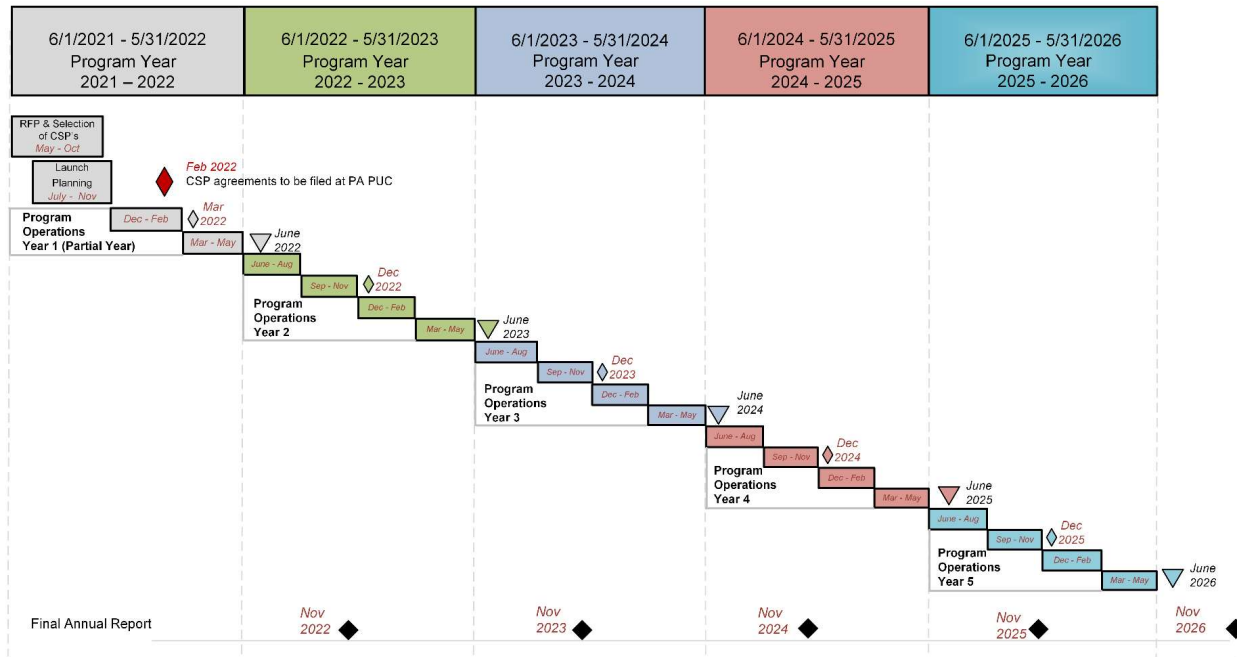 6/1/2021 - 5/31/2022
Program Year
2021 – 2022
6/1/2022 - 5/31/2023
Program Year
2022 - 2023
6/1/2023 - 5/31/2024
Program Year
2023 - 2024
6/1/2024 - 5/31/2025
Program Year
2024 - 2025
6/1/2025 - 5/31/2026
Program Year
2025 - 2026
RFP & Selection
of CSP's
May - Oct
Launch
Planning
July - Nov
Feb 2022
CSP agreements to be filed at PA PUC
Program
Operations
Year 1 (Partial Year)
Dec - Feb
Mar
2022
Mar - May
June
2022
June - Aug
Sep - Nov
Dec
2022
Program
Operations
Year 2
Dec - Feb
Mar - May
June
2023
June - Aug
Sep - Nov
Dec
2023
Program
Operations
Year 3
Dec - Feb
Mar - May
June
2024
June - Aug
Sep - Nov
Dec
2024
Program
Operations
Year 4
Dec - Feb
Mar - May
June
2025
June - Aug
Sep - Nov
Dec
2025
Program
Operations
Year 5
Dec - Feb
Mar - May
June
2026
Final Annual Report
Nov
2022
Nov
2023
Nov
2024
Nov
2025
Nov
2026